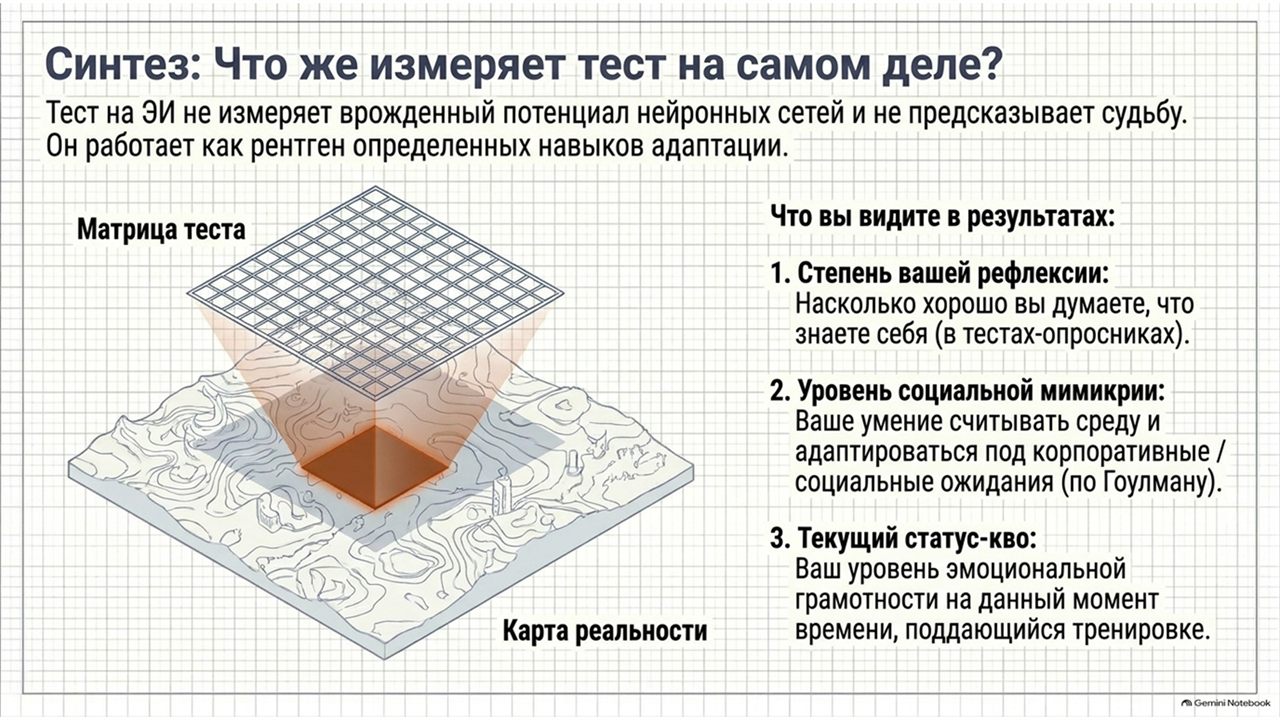 Синтез: Что же измеряет тест на самом деле?
Тест на ЭИ не измеряет врожденный потенциал нейронных сетей и не предсказывает судьбу.
Он работает как рентген определенных навыков адаптации.
Матрица теста
Карта реальности
Что вы видите в результатах:
1. Степень вашей рефлексии:
Насколько хорошо вы думаете, что
знаете себя (в тестах-опросниках).
2. Уровень социальной мимикрии:
Ваше умение считывать среду и
адаптироваться под корпоративные /
социальные ожидания (по Гоулману).
3. Текущий статус-кво:
Ваш уровень эмоциональной
грамотности на данный момент
времени, поддающийся тренировке.
Gemini Notebook